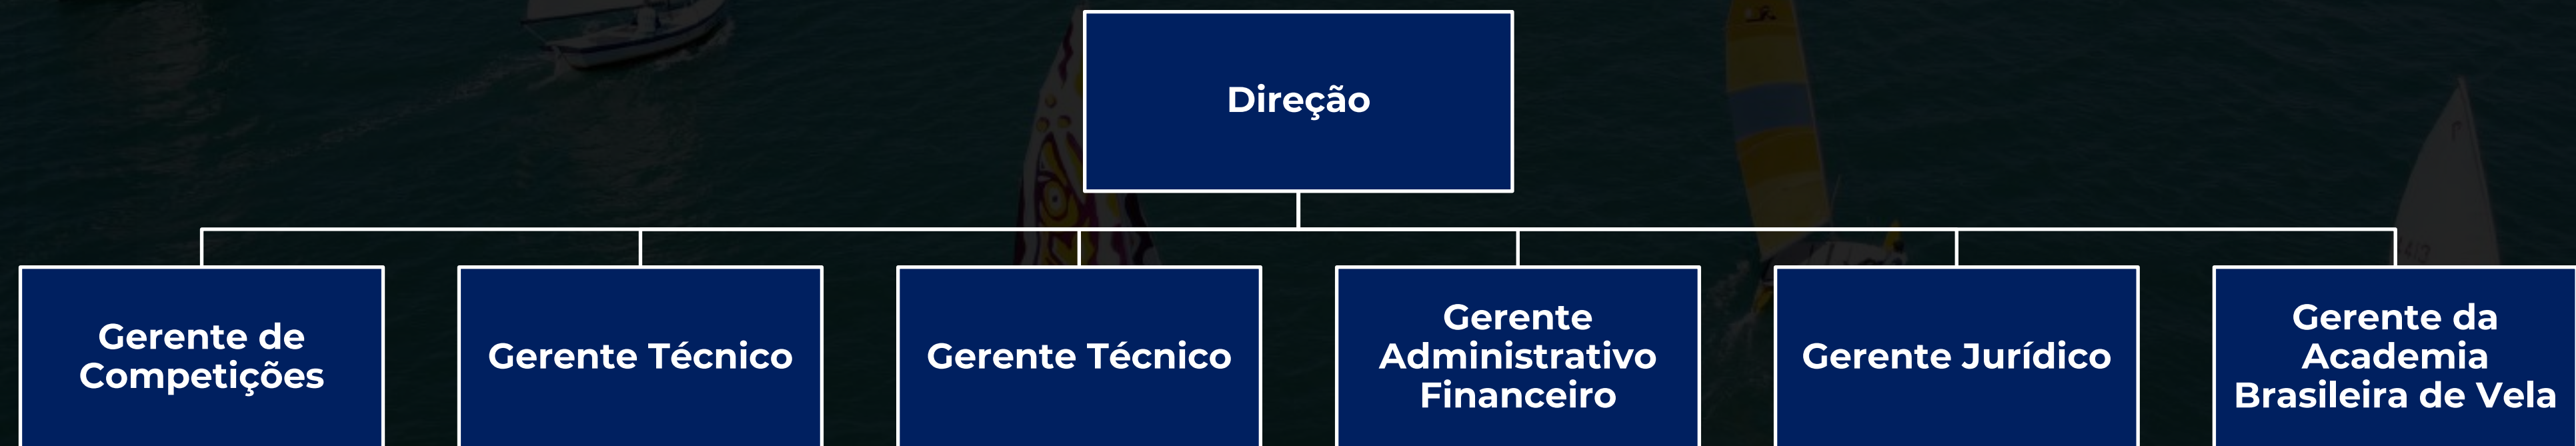 Direção
Gerente de
Competições
Gerente Técnico
Gerente Técnico
Gerente
Administrativo
Financeiro
Gerente Jurídico
Gerente da
Academia
Brasileira de Vela